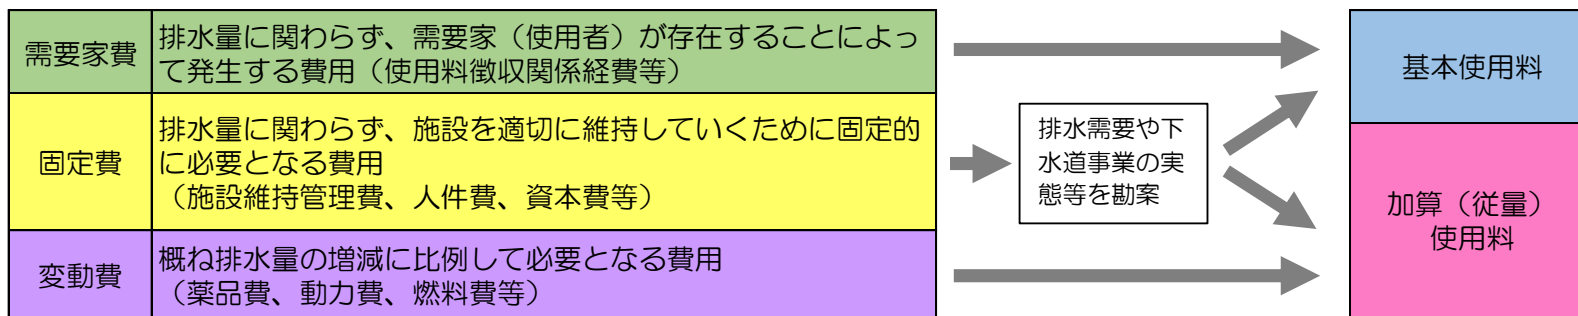 需要家費
排水量に関わらず、需要家（使用者）が存在することによっ
て発生する費用（使用料徴収関係経費等）
固定費
排水量に関わらず、施設を適切に維持していくために固定的
に必要となる費用
（施設維持管理費、人件費、資本費等）
変動費
概ね排水量の増減に比例して必要となる費用
（薬品費、動力費、燃料費等）
排水需要や下
水道事業の実
態等を勘案
基本使用料
加算（従量）
使用料